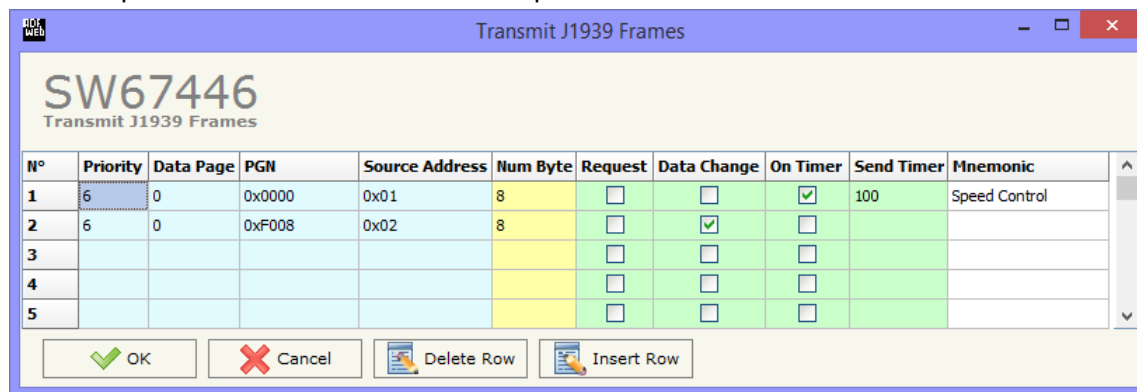 ADF
WEB
Transmit J1939 Frames
SW67446
Transmit J1939 Frames
N° Priority Data Page PGN Source Address Num Byte Request Data Change On Timer Send Timer Mnemonic
1 6 0 0x0000 0x01 8 100 Speed Control
2 6 0 0xF008 0x02 8
3
4
5
OK Cancel Delete Row Insert Row